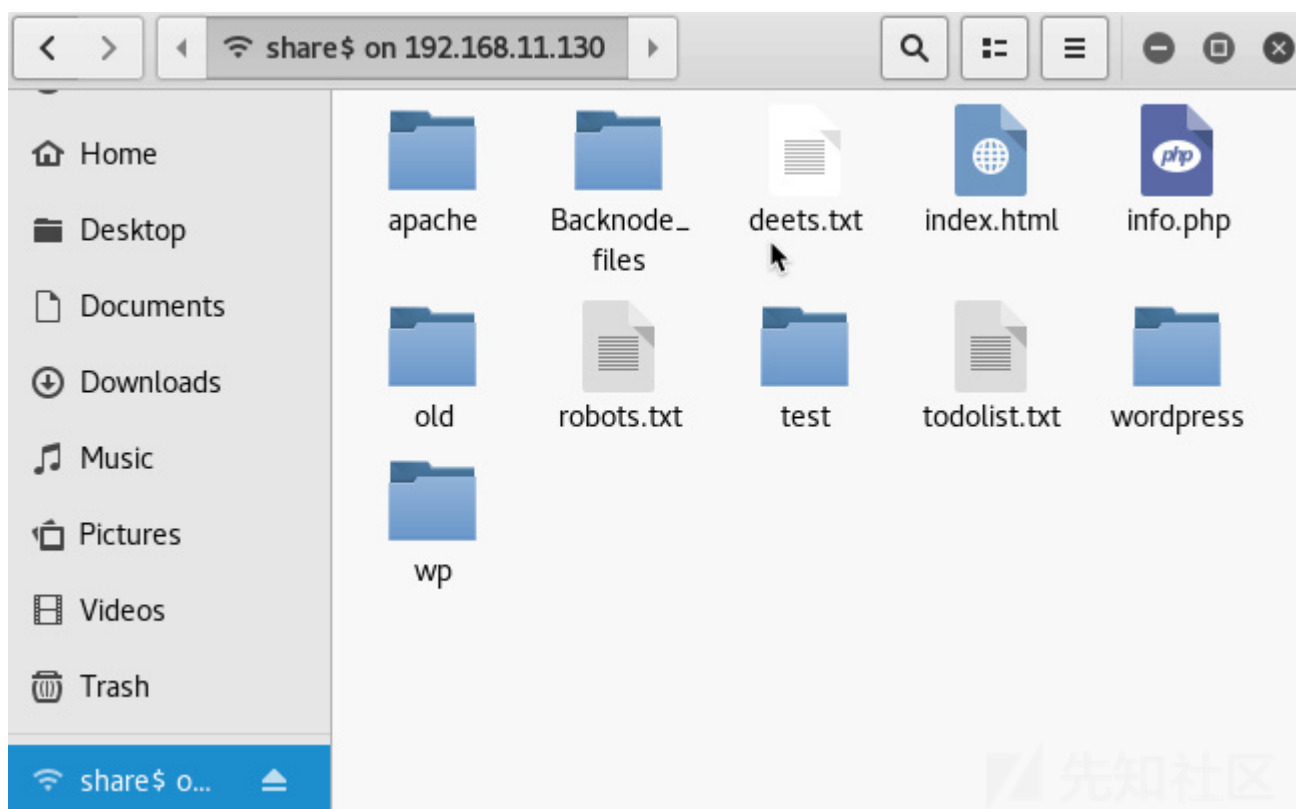 share$ on 192.168.11.130
Home
Desktop
Documents
Downloads
Music
Pictures
Videos
Trash
share$ o...
apache
Backnode_
files
deets.txt
index.html
php
info.php
old
robots.txt
test
todolist.txt
wordpress
wp
先知社区